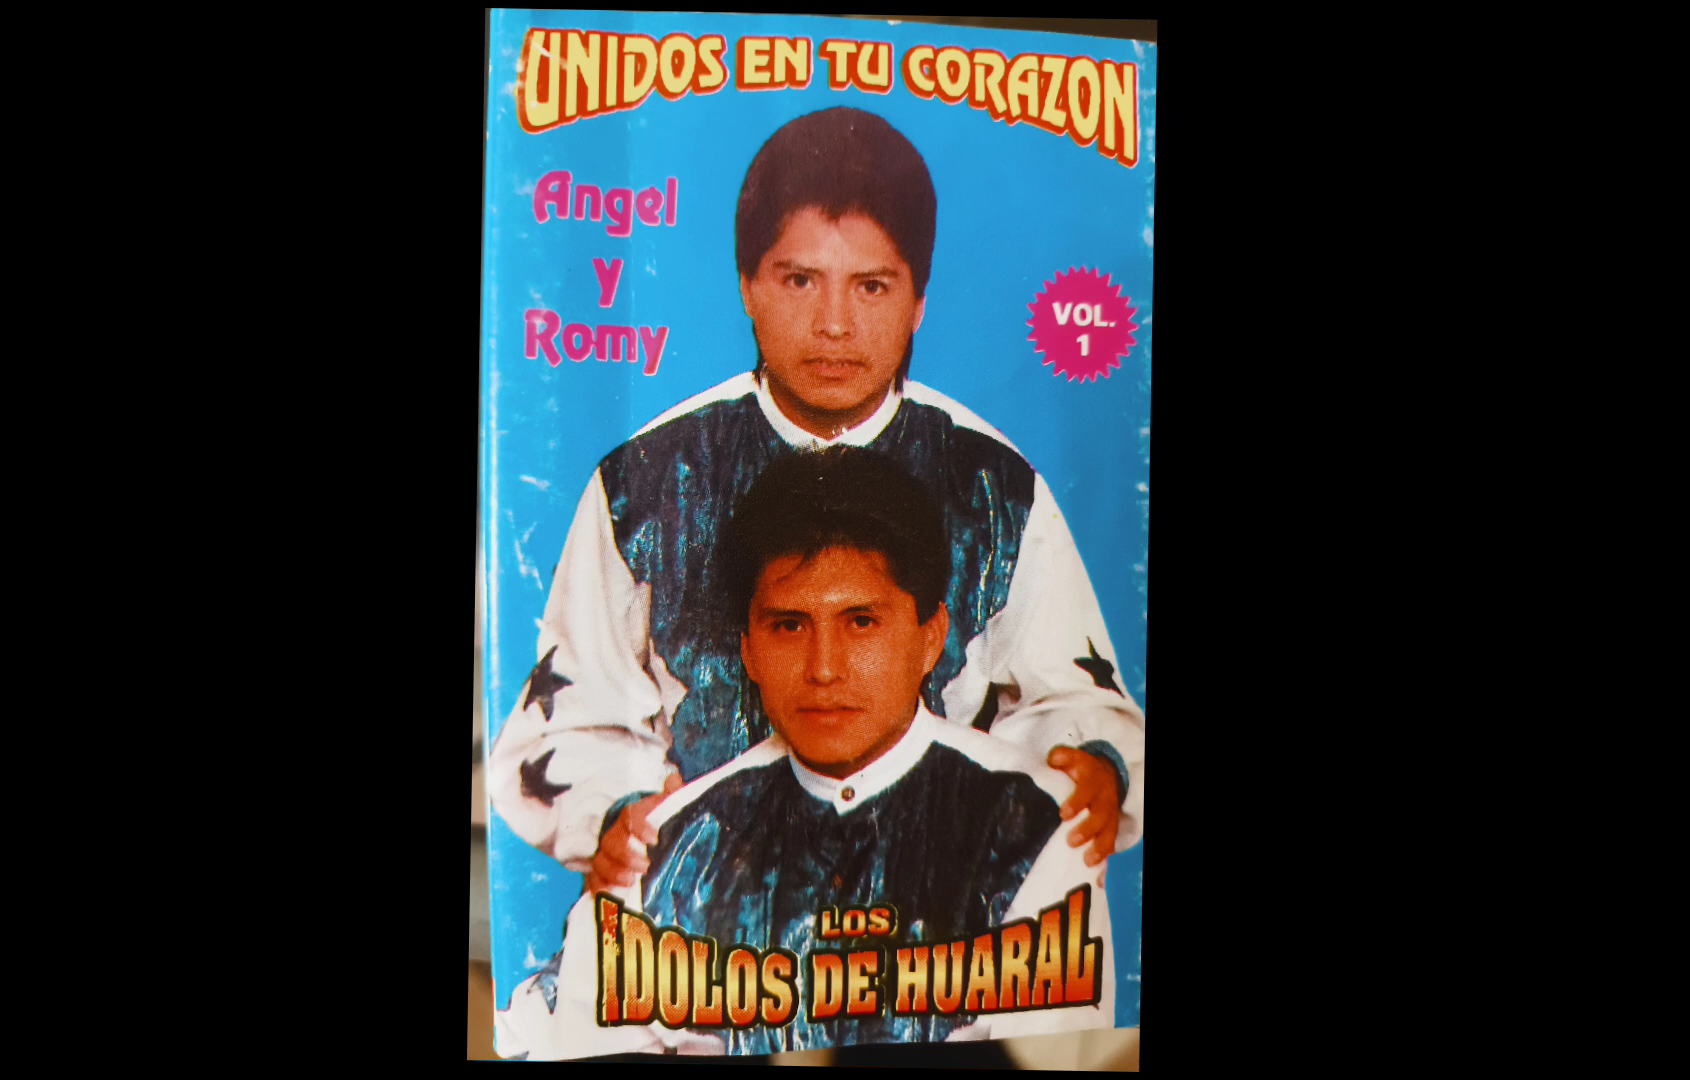 UNIDOS EN TU CORAZON
Angel
y
Romy
VOL.
1
LOS
IDOLOS DE HUARAL